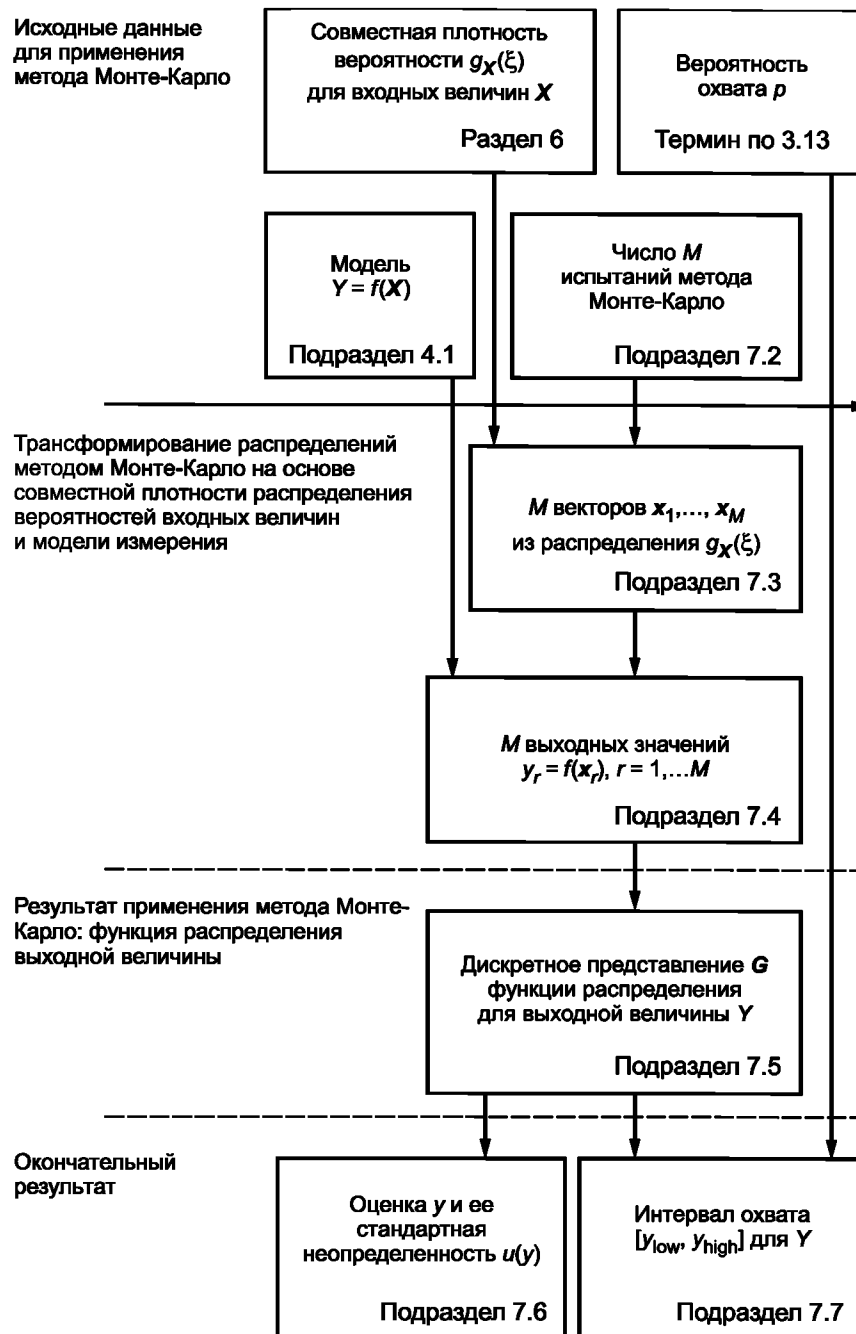 Исходные данные
для применения
метода Монте-Карло
Совместная плотность
вероятности gX(ξ)
для входных величин X
Раздел 6
Вероятность
охвата p
Термин по 3.13
Модель
Y = f(X)
Подраздел 4.1
Число M
испытаний метода
Монте-Карло
Подраздел 7.2
Трансформирование распределений
методом Монте-Карло на основе
совместной плотности распределения
вероятностей входных величин
и модели измерения
M векторов x1,..., xM
из распределения gX(ξ)
Подраздел 7.3
M выходных значений
yr = f(xr), r = 1,...M
Подраздел 7.4
Результат применения метода Монте-
Карло: функция распределения
выходной величины
Дискретное представление G
функции распределения
для выходной величины Y
Подраздел 7.5
Окончательный
результат
Оценка y и ее
стандартная
неопределенность u(y)
Подраздел 7.6
Интервал охвата
[ylow, yhigh] для Y
Подраздел 7.7